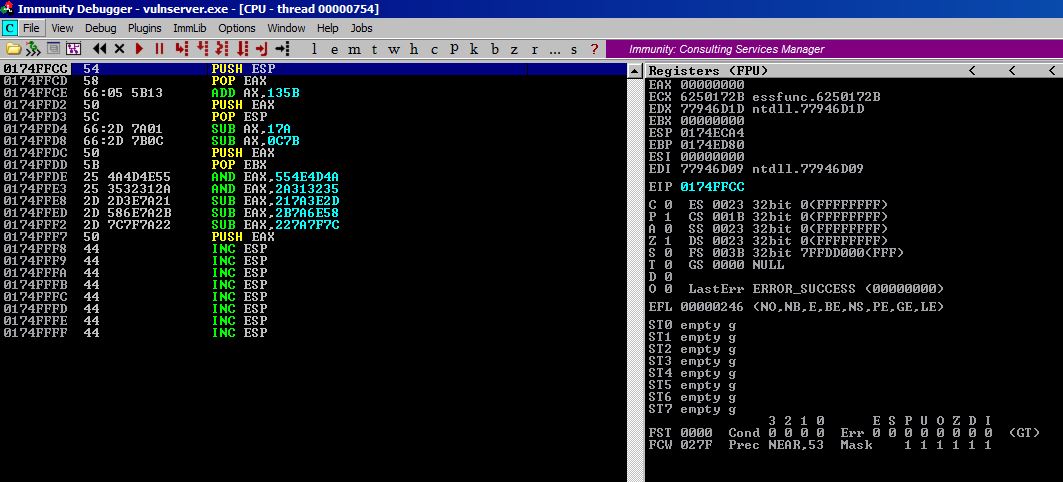 Immunity Debugger - vulnserver.exe - [CPU - thread 00000754]
C File View Debug Plugins ImmLib Options Window Help Jobs
l e m t w h c p k b z r ... s ? Immunity: Consulting Services Manager
0174FFCC 54 PUSH ESP
0174FFCD 58 POP EAX
0174FFCE 66:05 5B13 ADD AX,135B
0174FFD2 50 PUSH EAX
0174FFD3 5C POP ESP
0174FFD4 66:2D 7A01 SUB AX,17A
0174FFD8 66:2D 7B0C SUB AX,0C7B
0174FFDC 50 PUSH EAX
0174FFDD 5B POP EBX
0174FFDE 25 4A4D4E55 AND EAX,554E4D4A
0174FFE3 25 3532312A AND EAX,2A313235
0174FFE8 2D 2D3E7A21 SUB EAX,217A3E2D
0174FFED 2D 586E7A2B SUB EAX,2B7A6E58
0174FFF2 2D 7C7F7A22 SUB EAX,227A7F7C
0174FFF7 50 PUSH EAX
0174FFF8 44 INC ESP
0174FFF9 44 INC ESP
0174FFFA 44 INC ESP
0174FFFB 44 INC ESP
0174FFFC 44 INC ESP
0174FFFD 44 INC ESP
0174FFFE 44 INC ESP
0174FFFF 44 INC ESP
Registers (FPU) < < <
EAX 00000000
ECX 6250172B essfunc.6250172B
EDX 77946D1D ntdll.77946D1D
EBX 00000000
ESP 0174ECA4
EBP 0174ED80
ESI 00000000
EDI 77946D09 ntdll.77946D09
EIP 0174FFCC
C 0 ES 0023 32bit 0(FFFFFFFF)
P 1 CS 001B 32bit 0(FFFFFFFF)
A 0 SS 0023 32bit 0(FFFFFFFF)
Z 1 DS 0023 32bit 0(FFFFFFFF)
S 0 FS 003B 32bit 7FFDD000(FFF)
T 0 GS 0000 NULL
D 0
O 0 LastErr ERROR_SUCCESS (00000000)
EFL 00000246 (NO,NB,E,BE,NS,PE,GE,LE)
ST0 empty g
ST1 empty g
ST2 empty g
ST3 empty g
ST4 empty g
ST5 empty g
ST6 empty g
ST7 empty g
3 2 1 0 E S P U O Z D I
FST 0000 Cond 0 0 0 0 Err 0 0 0 0 0 0 0 0 (GT)
FCW 027F Prec NEAR,53 Mask 1 1 1 1 1 1